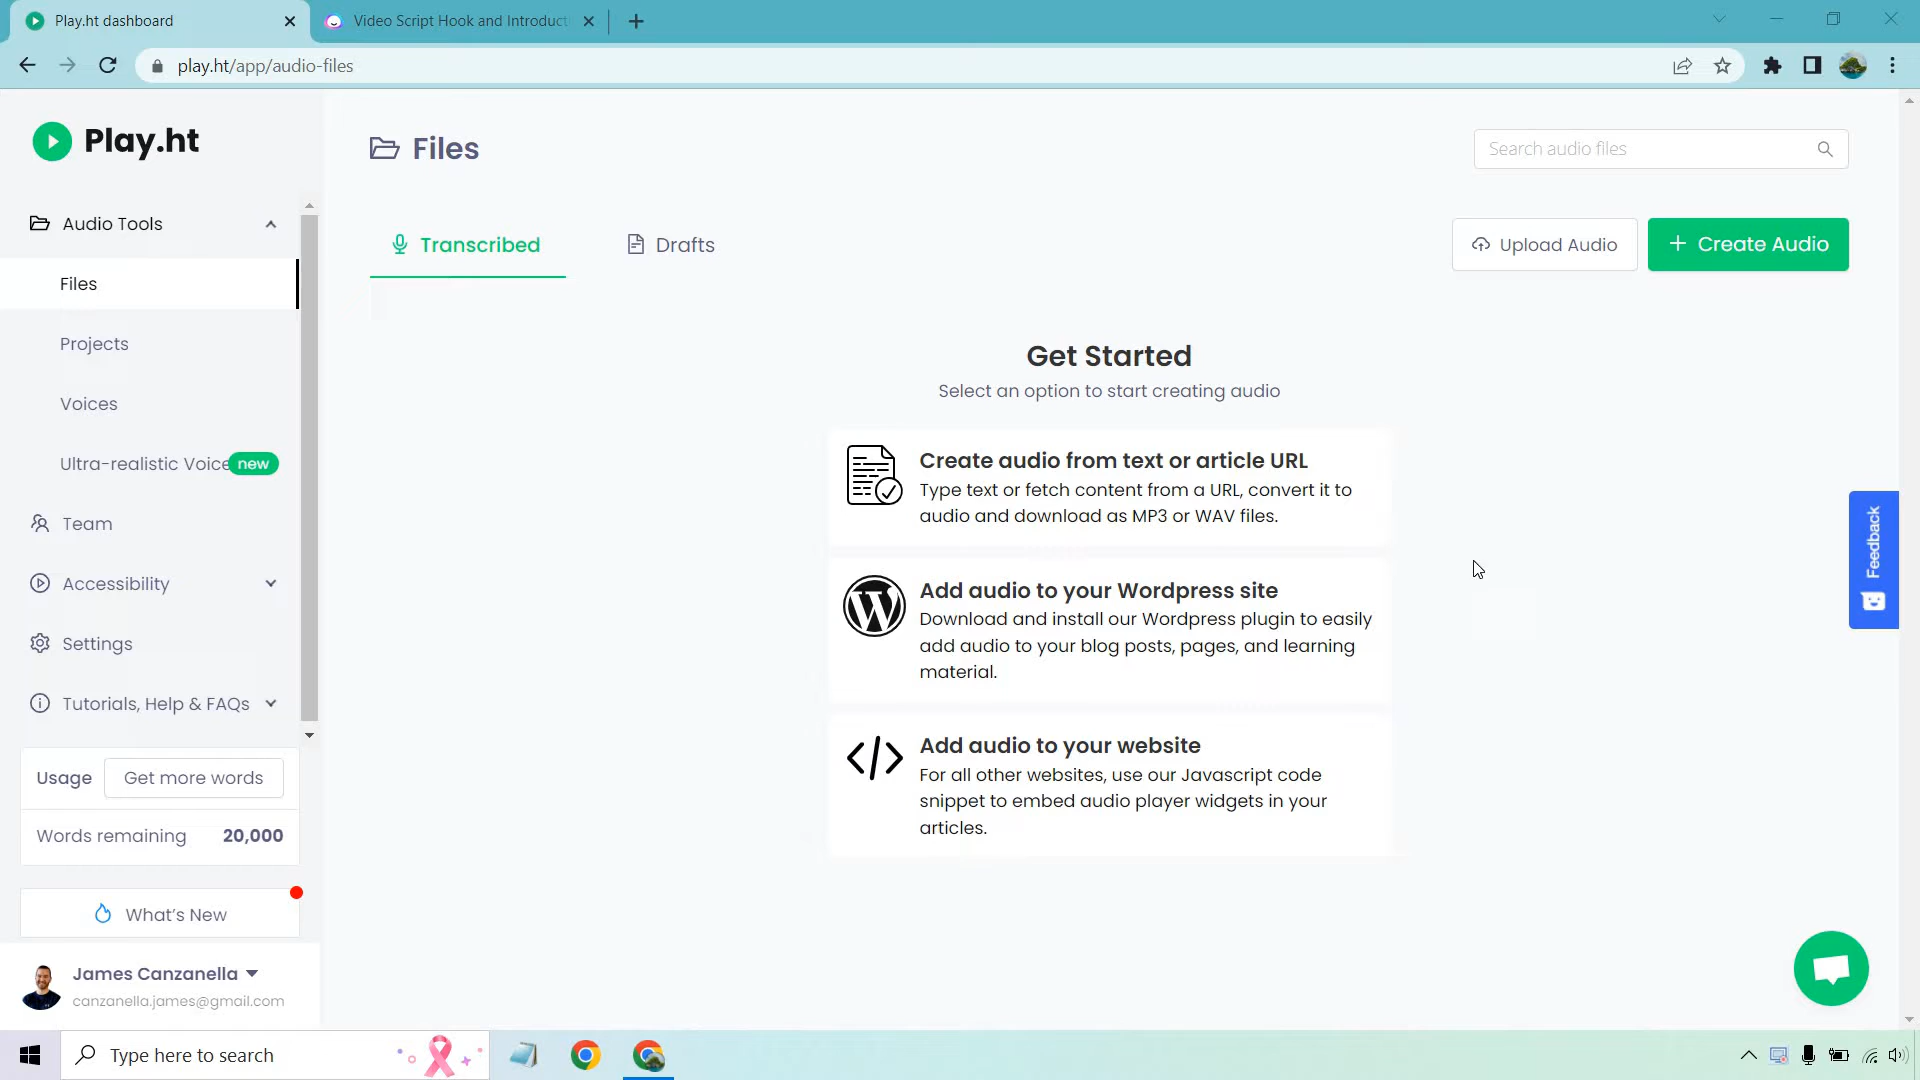 Play.ht dashboard
Video Script Hook and Introduct
play.ht/app/audio-files
Play.ht
Files
Search audio files
Audio Tools
Transcribed
Drafts
Upload Audio
+ Create Audio
Files
Projects
Voices
Ultra-realistic Voice new
Team
Accessibility
Settings
Tutorials, Help & FAQs
Get Started
Select an option to start creating audio
Create audio from text or article URL
Type text or fetch content from a URL, convert it to
audio and download as MP3 or WAV files.
Add audio to your Wordpress site
Download and install our Wordpress plugin to easily
add audio to your blog posts, pages, and learning
material.
Add audio to your website
For all other websites, use our Javascript code
snippet to embed audio player widgets in your
articles.
Feedback
Usage
Get more words
Words remaining 20,000
What's New
James Canzanella
canzanella.james@gmail.com
Type here to search